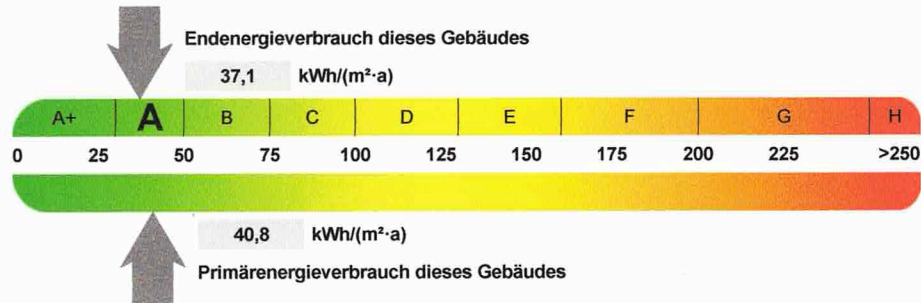 Endenergieverbrauch dieses Gebäudes
37,1 kWh/(m²·a)
A+ A B C D E F G H
0 25 50 75 100 125 150 175 200 225 >250
40,8 kWh/(m²·a)
Primärenergieverbrauch dieses Gebäudes